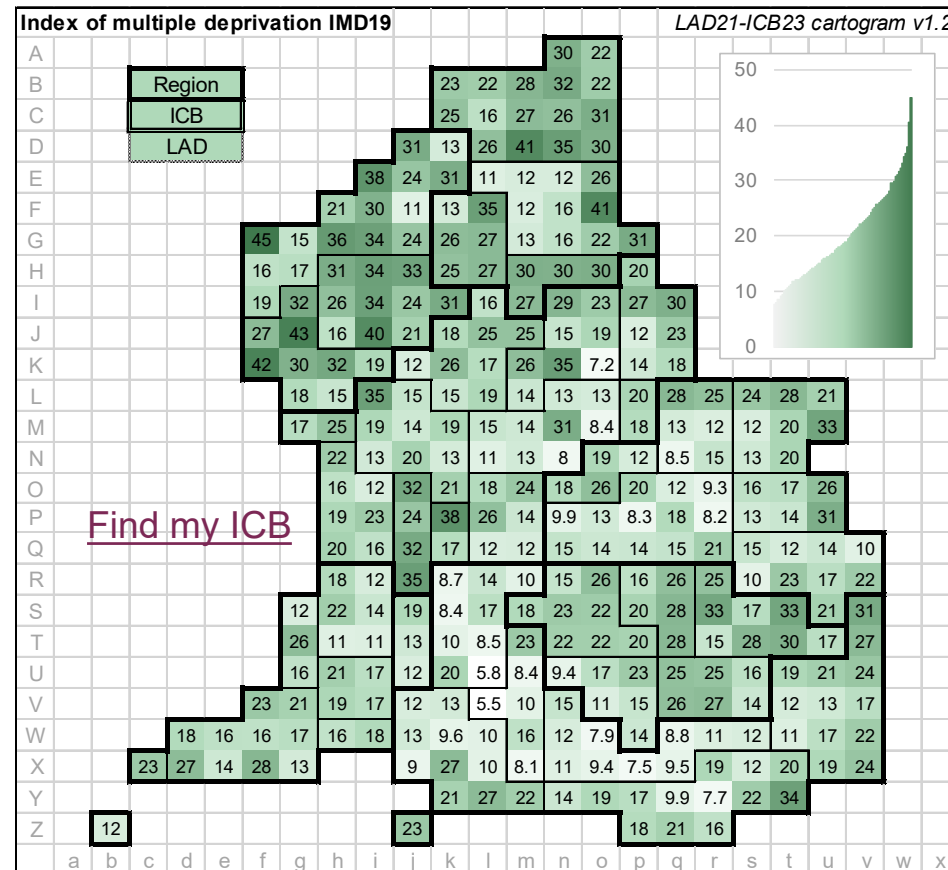 Index of multiple deprivation IMD19 LAD21-ICB23 cartogram v1.2
A 30 22
50
B Region 23 22 28 32 22
C ICB 25 16 27 26 31
40
D LAD 31 13 26 41 35 30
E 38 24 31 11 12 12 26
30
F 21 30 11 13 35 12 16 41
G 45 15 36 34 24 26 27 13 16 22 31
20
H 16 17 31 34 33 25 27 30 30 30 20
I 19 32 26 34 24 31 16 27 29 23 27 30
10
J 27 43 16 40 21 18 25 25 15 19 12 23
0
K 42 30 32 19 12 26 17 26 35 7.2 14 18
L 18 15 35 15 15 19 14 13 13 20 28 25 24 28 21
M 17 25 19 14 19 15 14 31 8.4 18 13 12 12 20 33
N 22 13 20 13 11 13 8 19 12 8.5 15 13 20
O 16 12 32 21 18 24 18 26 20 12 9.3 16 17 26
P Find my ICB 19 23 24 38 26 14 9.9 13 8.3 18 8.2 13 14 31
Q 20 16 32 17 12 12 15 14 14 15 21 15 12 14 10
R 18 12 35 8.7 14 10 15 26 16 26 25 10 23 17 22
S 12 22 14 19 8.4 17 18 23 22 20 28 33 17 33 21 31
T 26 11 11 13 10 8.5 23 22 22 20 28 15 28 30 17 27
U 16 21 17 12 20 5.8 8.4 9.4 17 23 25 25 16 19 21 24
V 23 21 19 17 12 13 5.5 10 15 11 15 26 27 14 12 13 17
W 18 16 16 17 16 18 13 9.6 10 16 12 7.9 14 8.8 11 12 11 17 22
X 23 27 14 28 13 9 27 10 8.1 11 9.4 7.5 9.5 19 12 20 19 24
Y 21 27 22 14 19 17 9.9 7.7 22 34
Z 12 23 18 21 16
a b c d e f g h i j k l m n o p q r s t u v w x